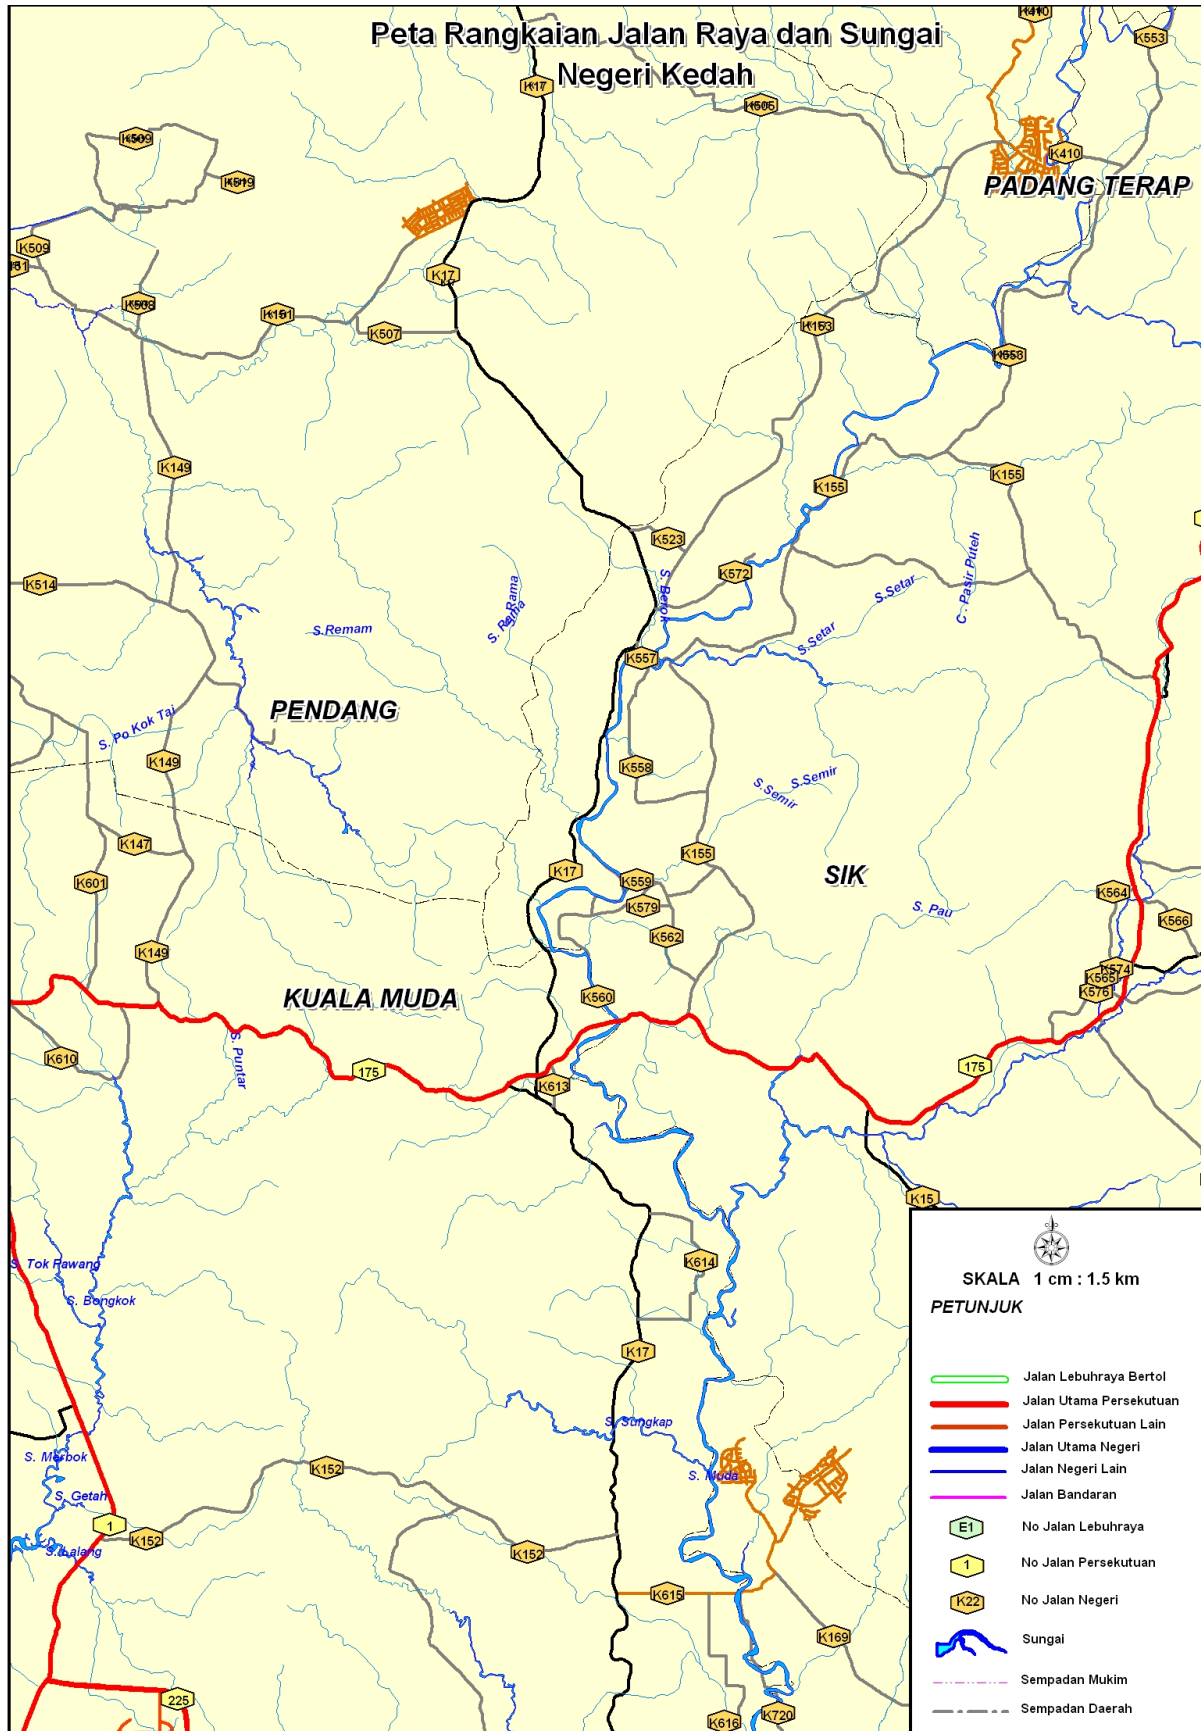 Peta Rangkaian Jalan Raya dan Sungai
Negeri Kedah
K410
K553
K17
K505
K509
K410
K519
PADANG TERAP
K509
K17
K508
K151
K153
K507
K553
K149
K155
K155
K523
K514
K572
S. Berok
S.Setar
C . Pasir Puteh
S. Rema
S.Remam
S.Setar
K557
PENDANG
S. Po Kok Tai
K149
K558
S.Semir
S.Semir
K147
K155
K17
SIK
K601
K559
K564
K579
S. Pau
K566
K562
K149
K574
K565
K576
KUALA MUDA
K560
K610
S. Puntar
175
175
K613
K15
S. Tok Pawang
K614
S. Bongkok
K17
S. Sungkap
S. Merbok
K152
S. Muda
S. Getah
1
K152
K152
S. Lalang
K615
K169
225
K616
K720
SKALA 1 cm : 1.5 km
PETUNJUK
Jalan Lebuhraya Bertol
Jalan Utama Persekutuan
Jalan Persekutuan Lain
Jalan Utama Negeri
Jalan Negeri Lain
Jalan Bandaran
E1 No Jalan Lebuhraya
1 No Jalan Persekutuan
K22 No Jalan Negeri
Sungai
Sempadan Mukim
Sempadan Daerah